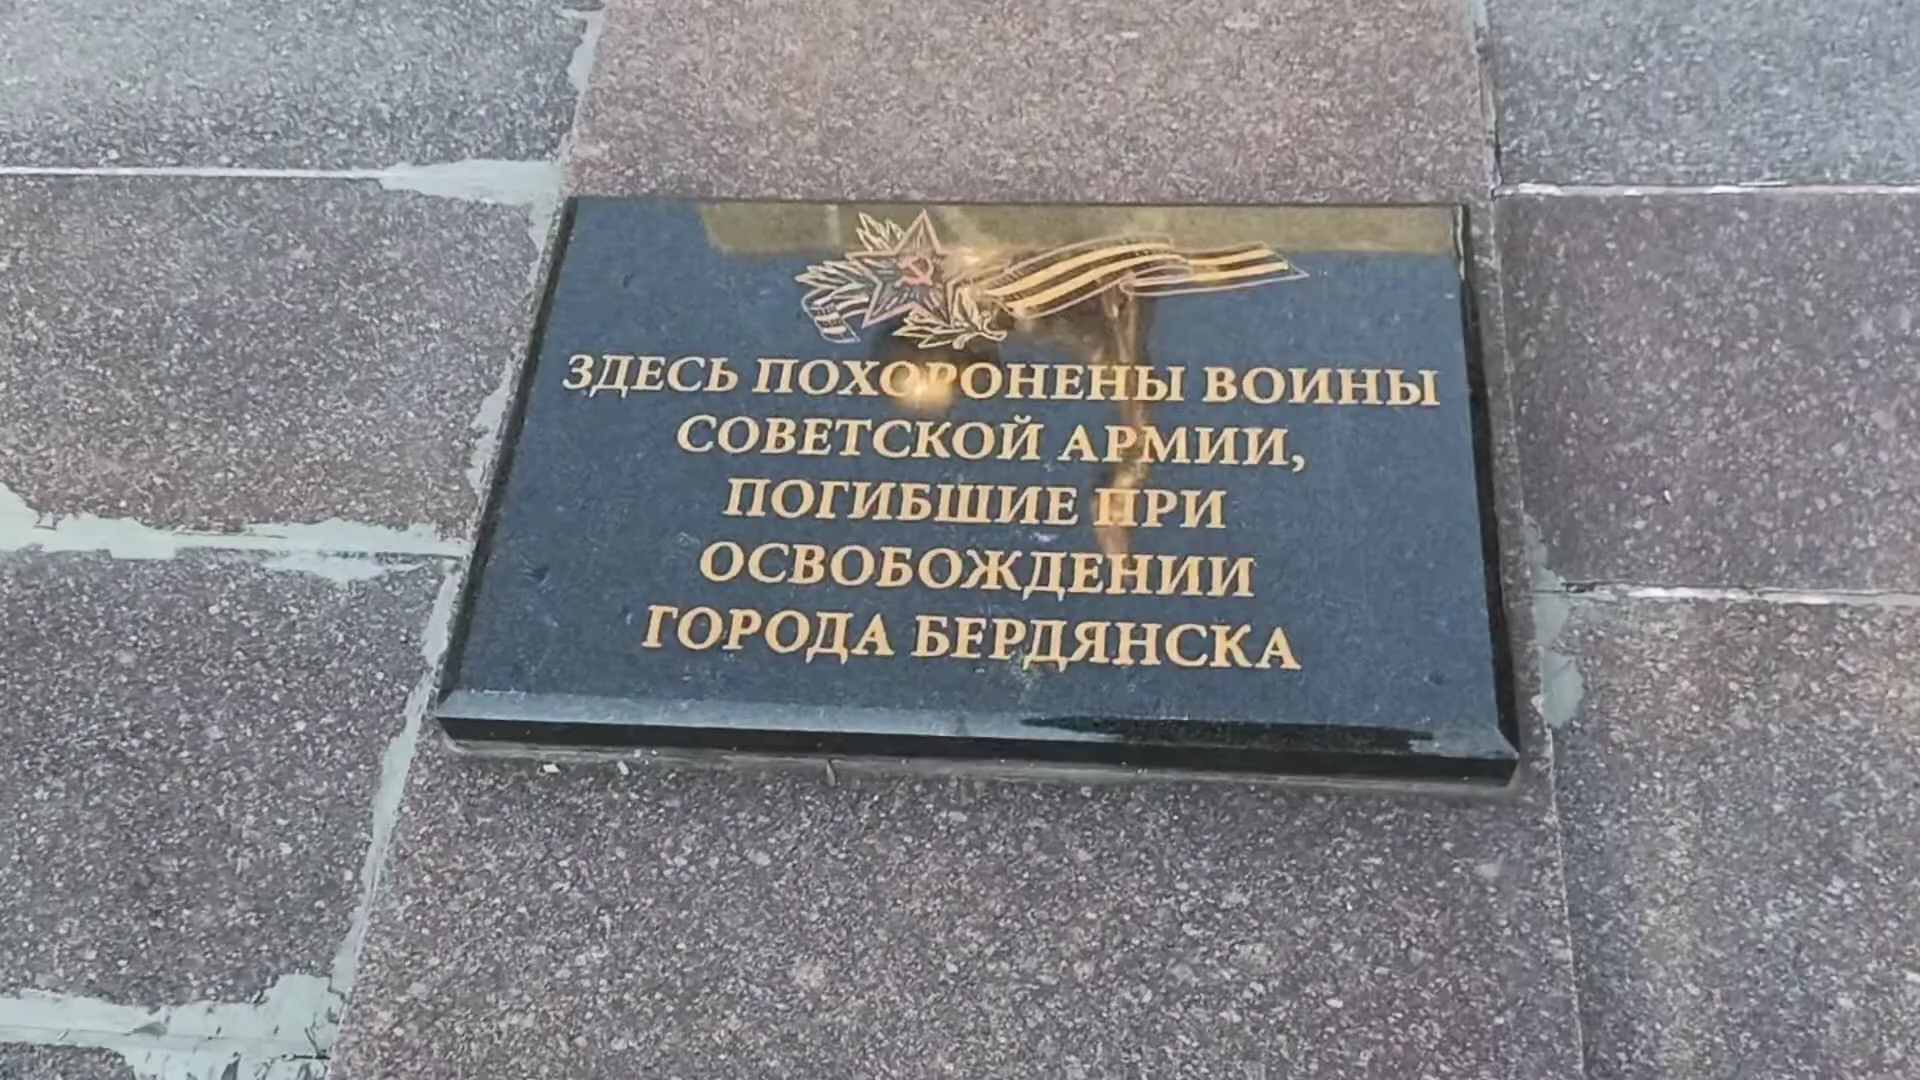 ЗДЕСЬ ПОХОРОНЕНЫ ВОИНЫ
СОВЕТСКОЙ АРМИИ,
ПОГИБШИЕ ПРИ
ОСВОБОЖДЕНИИ
ГОРОДА БЕРДЯНСКА